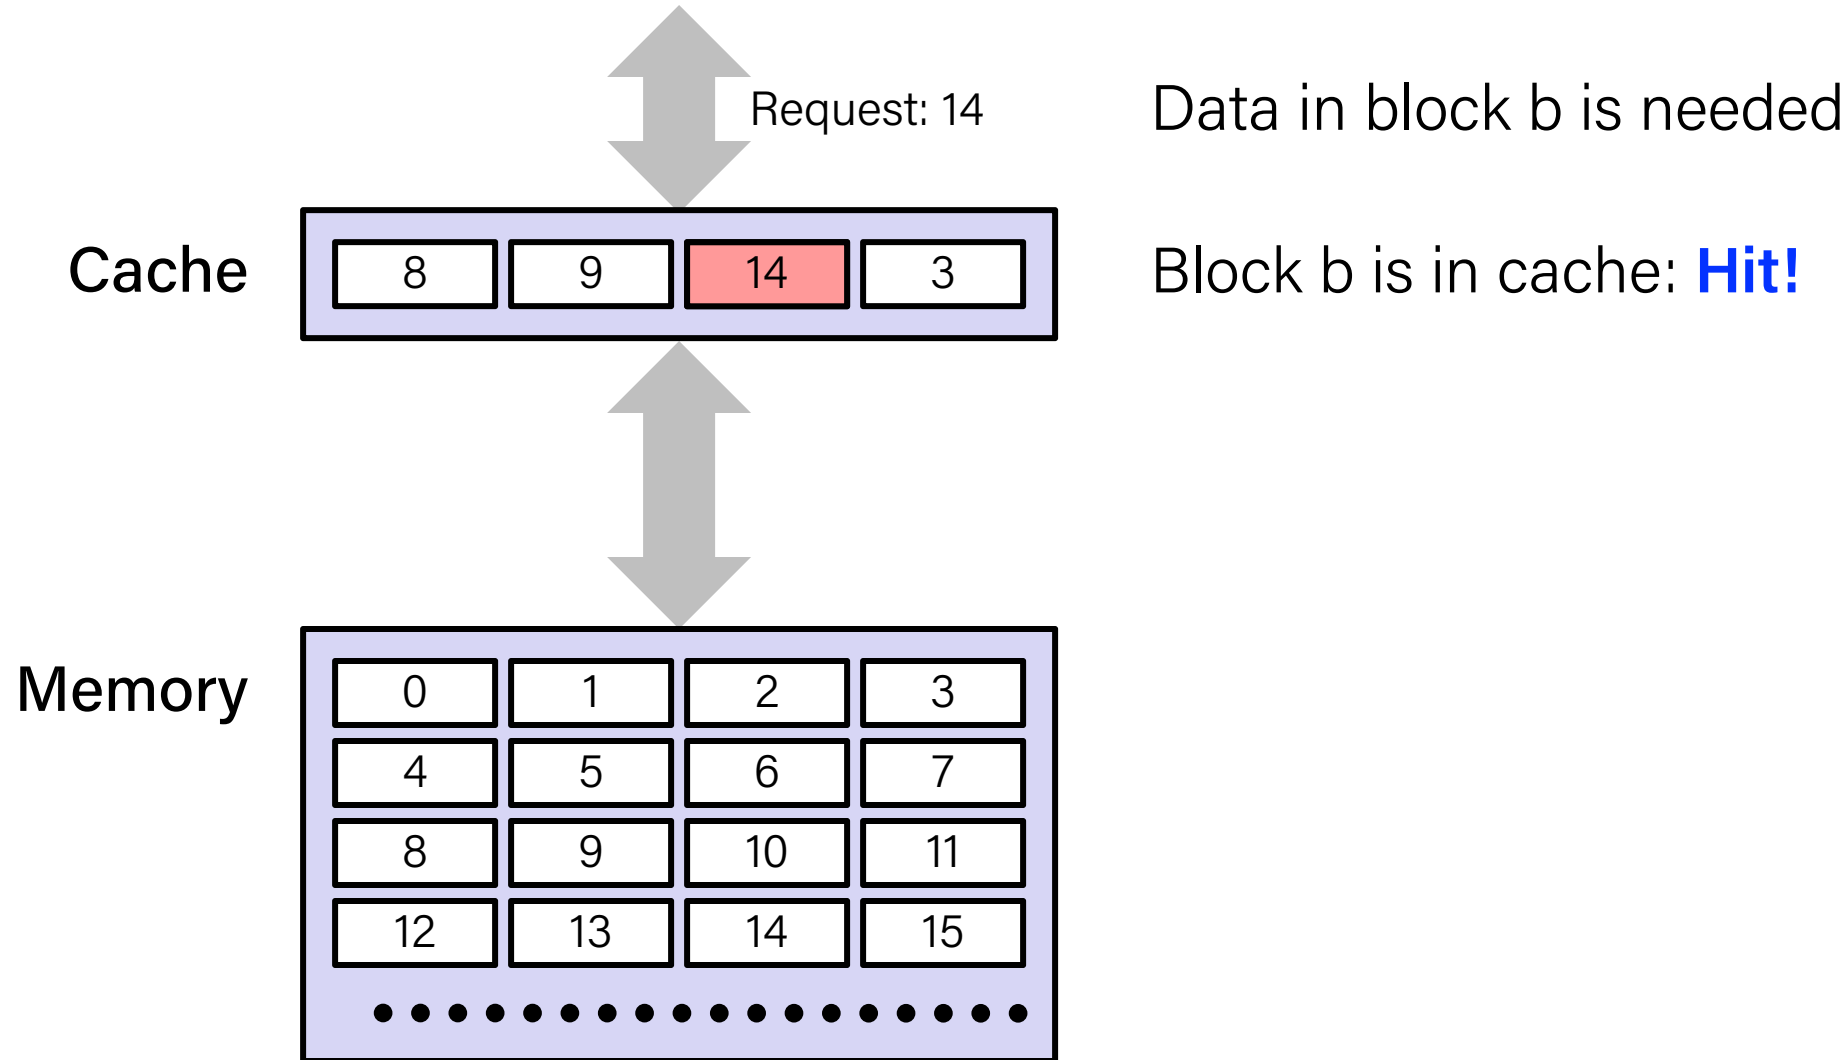 Request: 14
Data in block b is needed
Cache
8 9 14 3
Block b is in cache: Hit!
Memory
0 1 2 3
4 5 6 7
8 9 10 11
12 13 14 15